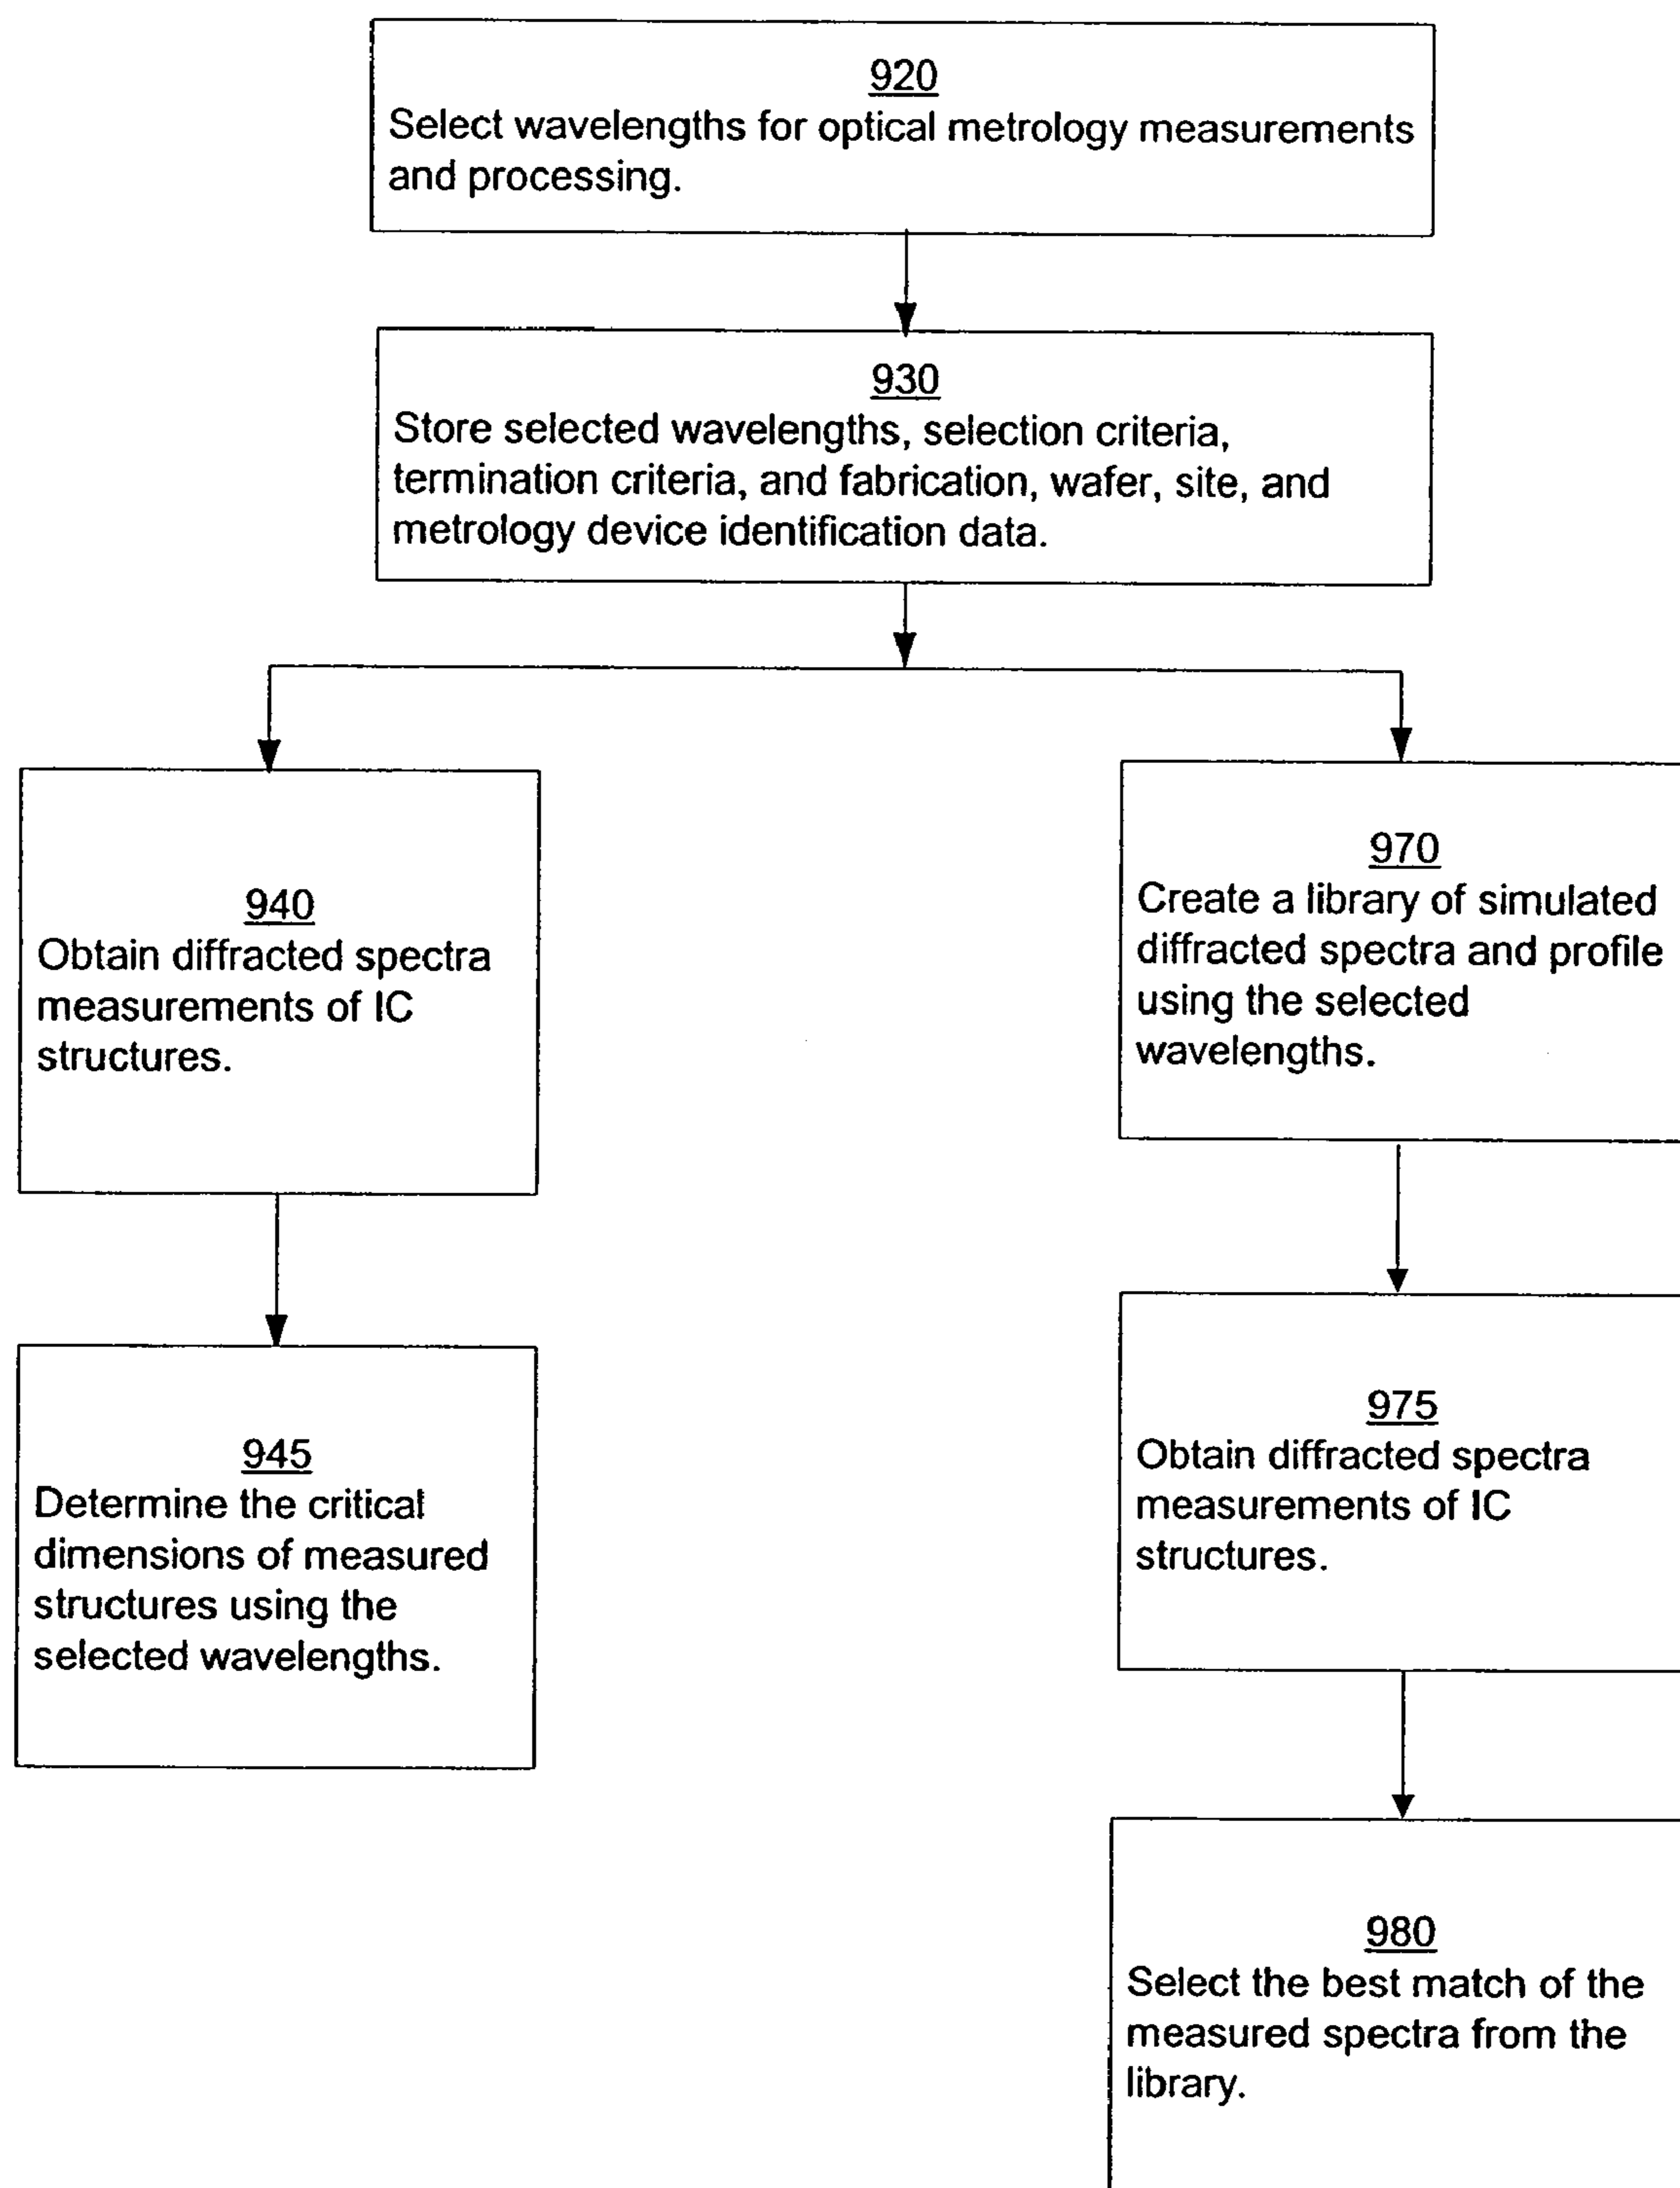 920
Select wavelengths for optical metrology measurements
and processing.
930
Store selected wavelengths, selection criteria,
termination criteria, and fabrication, wafer, site, and
metrology device identification data.
940
Obtain diffracted spectra
measurements of IC
structures.
945
Determine the critical
dimensions of measured
structures using the
selected wavelengths.
970
Create a library of simulated
diffracted spectra and profile
using the selected
wavelengths.
975
Obtain diffracted spectra
measurements of IC
structures.
980
Select the best match of the
measured spectra from the
library.